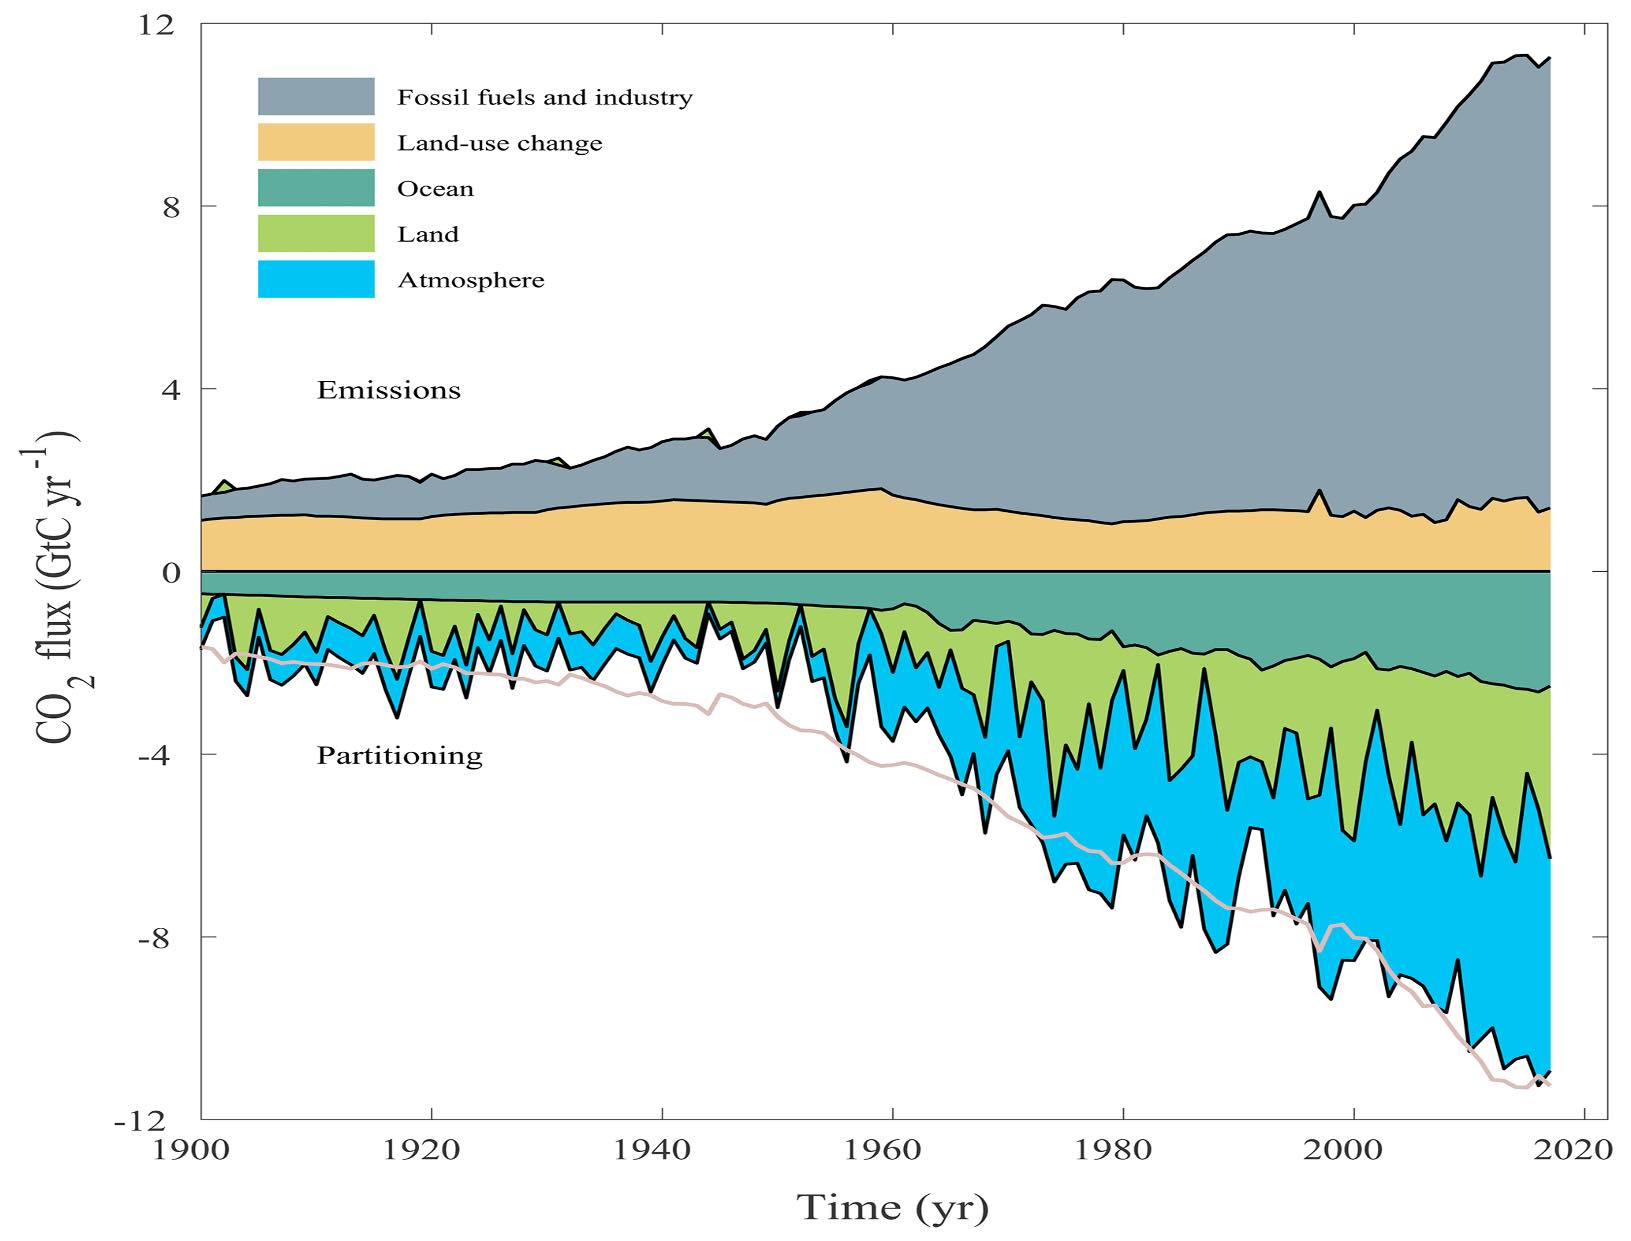 12
8
4
0
-4
-8
-12
CO2 flux (GtC yr-1)
Fossil fuels and industry
Land-use change
Ocean
Land
Atmosphere
Emissions
Partitioning
1900 1920 1940 1960 1980 2000 2020
Time (yr)